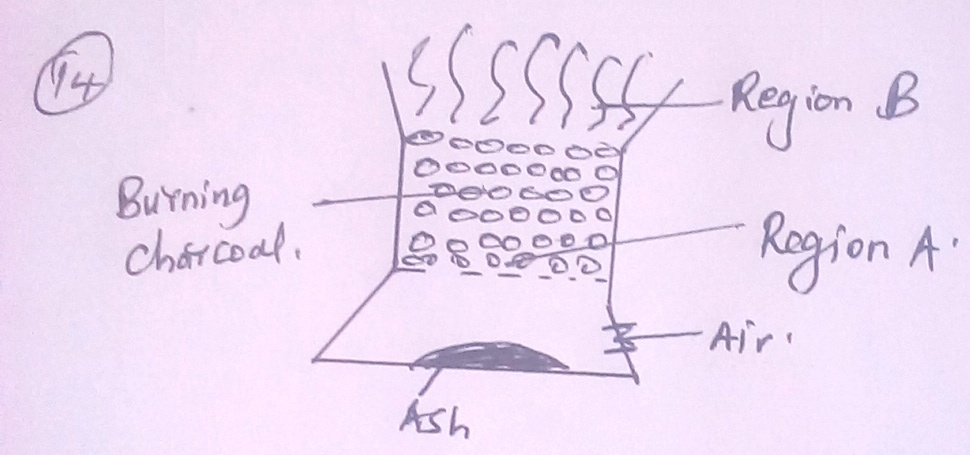 14
Region B
Burning
charcoal.
Region A.
Air.
Ash